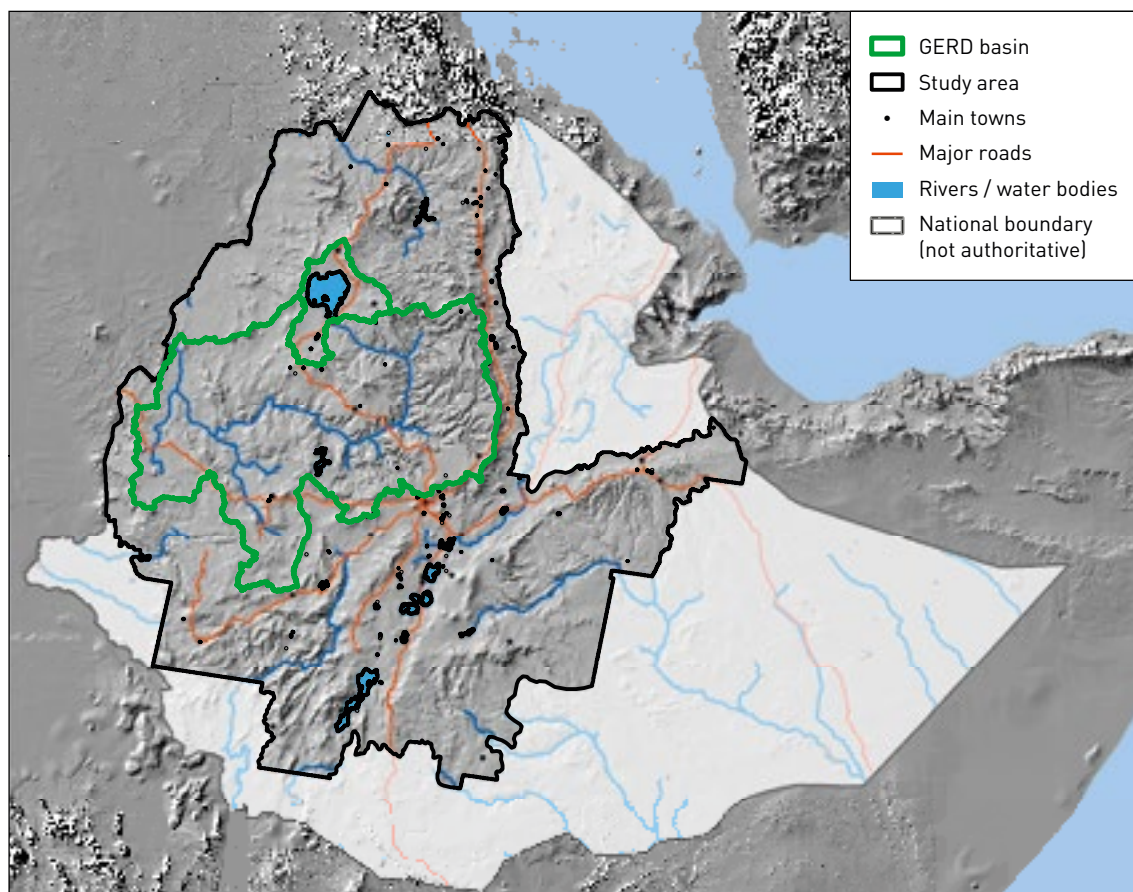 GERD basin
Study area
Main towns
Major roads
Rivers / water bodies
National boundary
(not authoritative)